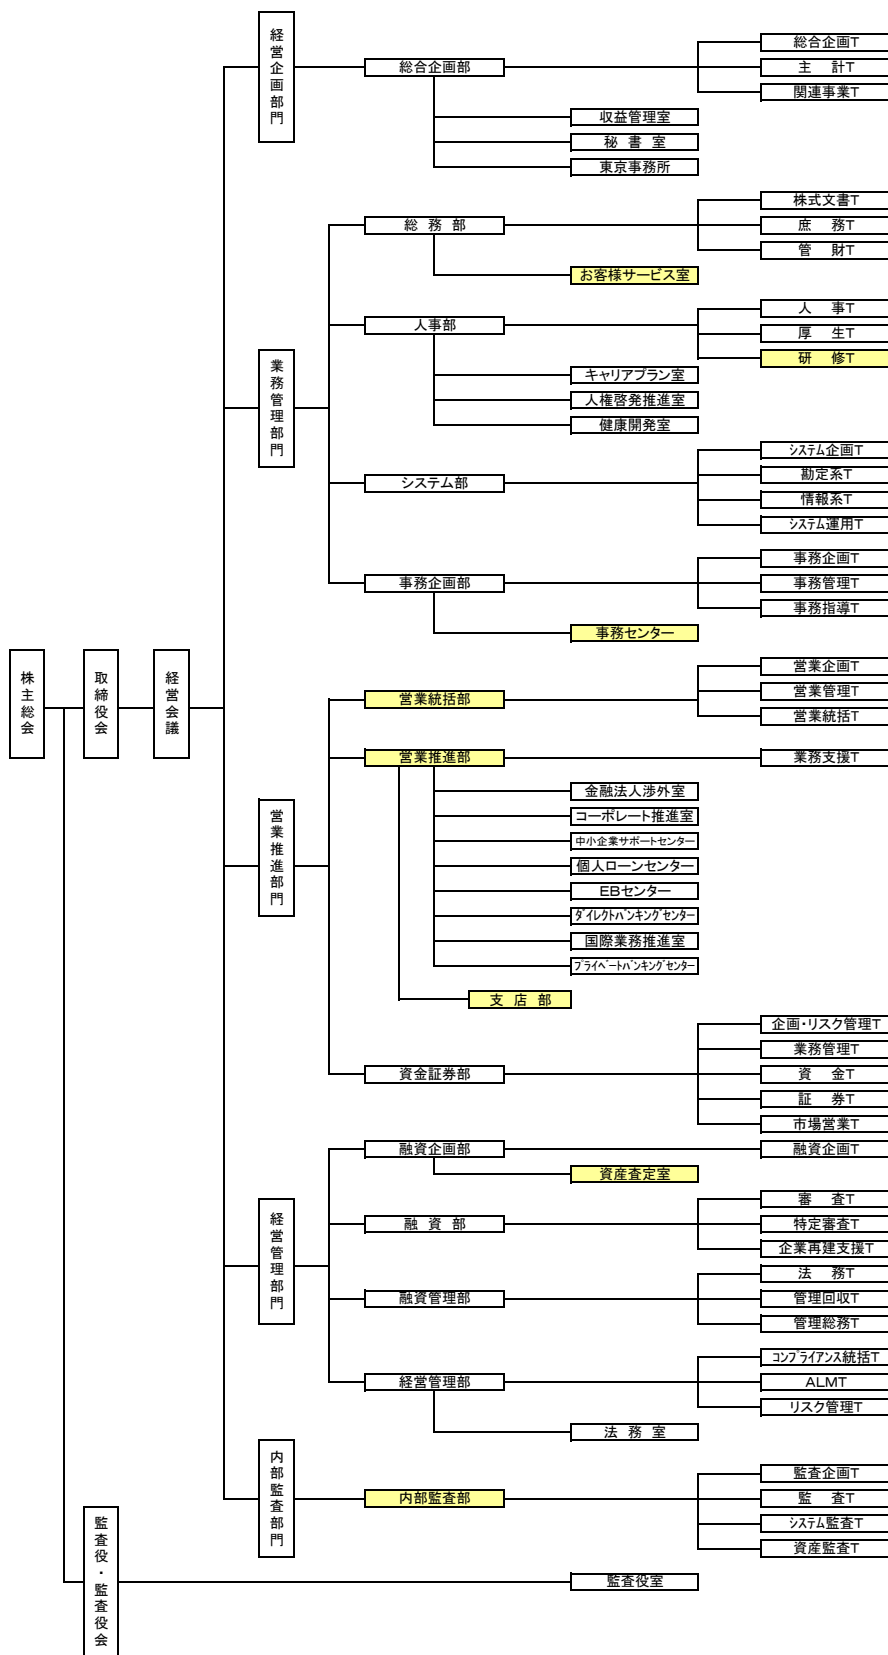 株主総会
取締役会
経営会議
経営企画部門
総合企画部
総合企画T
主　計T
関連事業T
収益管理室
秘 書 室
東京事務所
業務管理部門
総 務 部
株式文書T
庶　務T
管　財T
お客様サービス室
人事部
人　事T
厚　生T
研　修T
キャリアプラン室
人権啓発推進室
健康開発室
システム部
ｼｽﾃﾑ企画T
勘定系T
情報系T
ｼｽﾃﾑ運用T
事務企画部
事務企画T
事務管理T
事務指導T
事務センター
営業推進部門
営業統括部
営業企画T
営業管理T
営業統括T
営業推進部
業務支援T
金融法人渉外室
コーポレート推進室
中小企業サポートセンター
個人ローンセンター
EBセンター
ﾀﾞｲﾚｸﾄﾊﾞﾝｷﾝｸﾞｾﾝﾀｰ
国際業務推進室
ﾌﾟﾗｲﾍﾞｰﾄﾊﾞﾝｷﾝｸﾞｾﾝﾀｰ
支 店 部
資金証券部
企画・リスク管理T
業務管理T
資　金T
証　券T
市場営業T
経営管理部門
融資企画部
融資企画T
資産査定室
融 資 部
審　査T
特定審査T
企業再建支援T
融資管理部
法　務T
管理回収T
管理総務T
経営管理部
ｺﾝﾌﾟﾗｲｱﾝｽ統括T
ALMT
リスク管理T
法 務 室
内部監査部門
内部監査部
監査企画T
監　査T
ｼｽﾃﾑ監査T
資産監査T
監査役・監査役会
監査役室